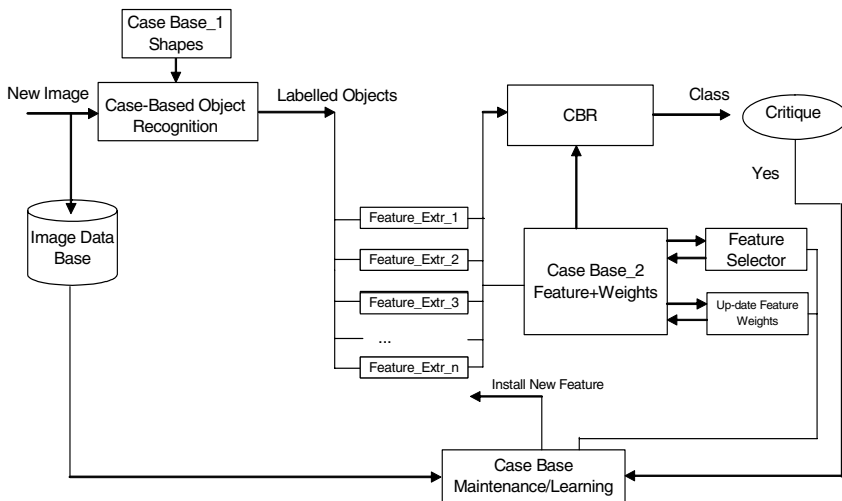 Case Base_1
Shapes
New Image
Case-Based Object
Recognition
Labelled Objects
CBR
Class
Critique
Yes
Image Data
Base
Feature_Extr_1
Feature_Extr_2
Feature_Extr_3
...
Feature_Extr_n
Case Base_2
Feature+Weights
Feature
Selector
Up-date Feature
Weights
Install New Feature
Case Base
Maintenance/Learning